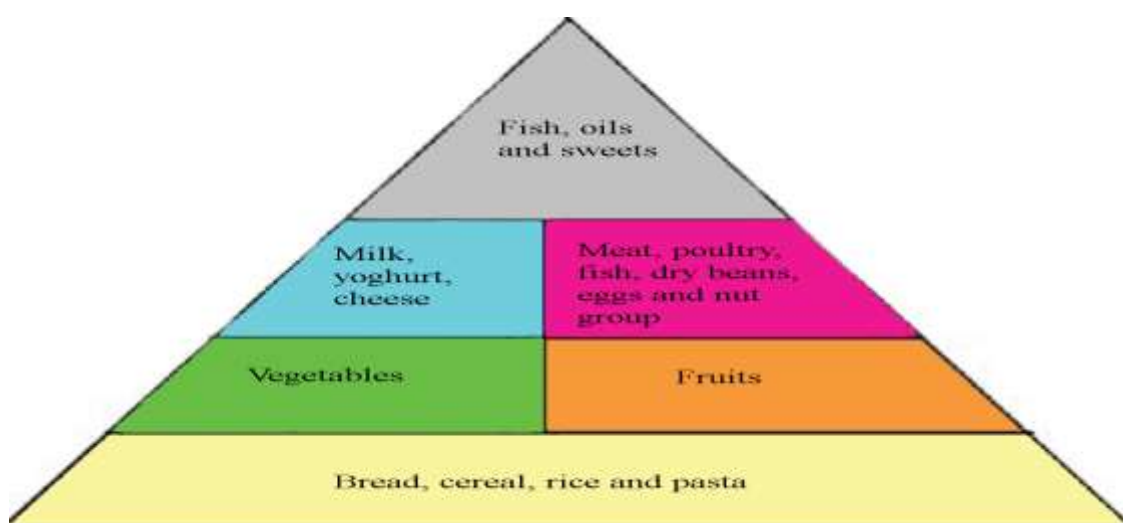 Fish, oils
and sweets
Milk,
yoghurt,
cheese
Meat, poultry,
fish, dry beans,
eggs and nut
group
Vegetables
Fruits
Bread, cereal, rice and pasta